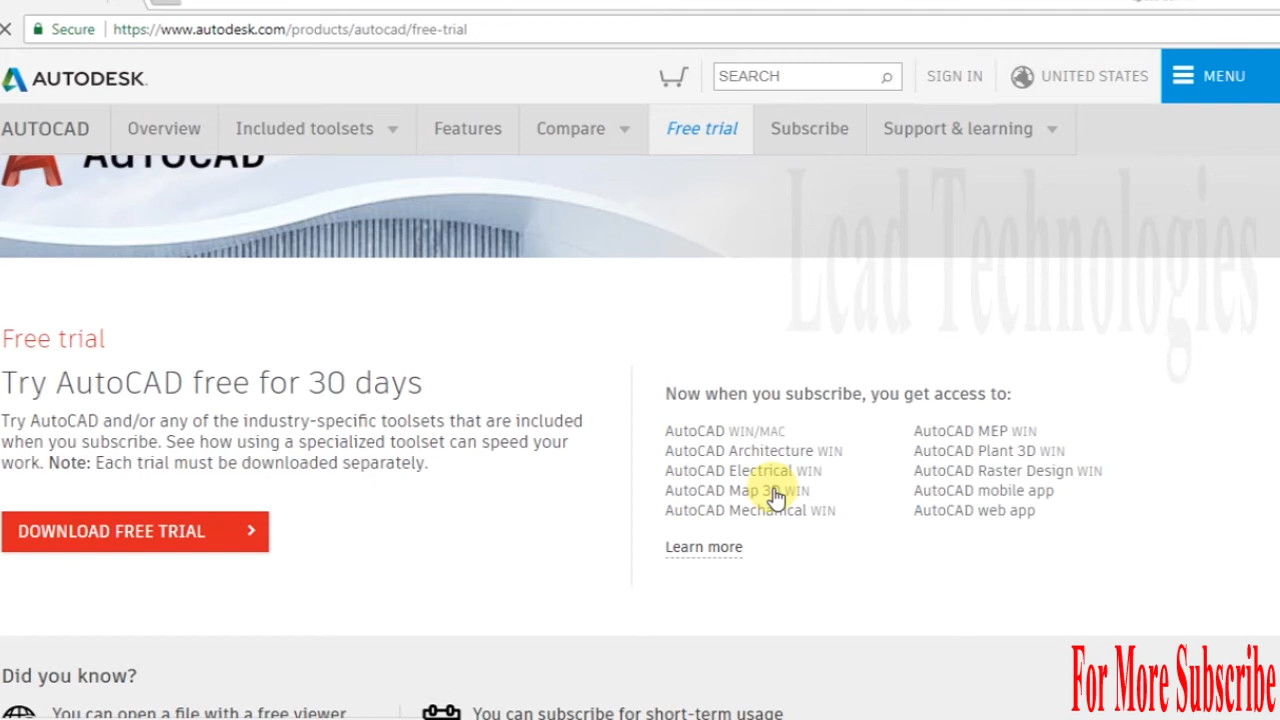 Secure
https://www.autodesk.com/products/autocad/free-trial
AUTODESK.
SEARCH
SIGN IN
UNITED STATES
MENU
AUTOCAD
Overview
Included toolsets
Features
Compare
Free trial
Subscribe
Support & learning
AUTOCAD
Lcad Technologies
Free trial
Try AutoCAD free for 30 days
Try AutoCAD and/or any of the industry-specific toolsets that are included
when you subscribe. See how using a specialized toolset can speed your
work. Note: Each trial must be downloaded separately.
DOWNLOAD FREE TRIAL
Now when you subscribe, you get access to:
AutoCAD WIN/MAC
AutoCAD Architecture WIN
AutoCAD Electrical WIN
AutoCAD Map 3D WIN
AutoCAD Mechanical WIN
AutoCAD MEP WIN
AutoCAD Plant 3D WIN
AutoCAD Raster Design WIN
AutoCAD mobile app
AutoCAD web app
Learn more
Did you know?
You can open a file with a free viewer
You can subscribe for short-term usage
For More Subscribe